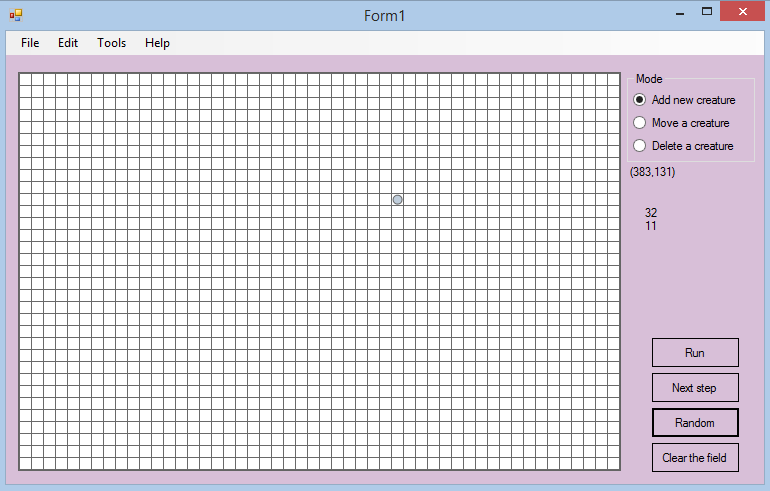 Form1
File Edit Tools Help
Mode
Add new creature
Move a creature
Delete a creature
(383,131)
32
11
Run
Next step
Random
Clear the field